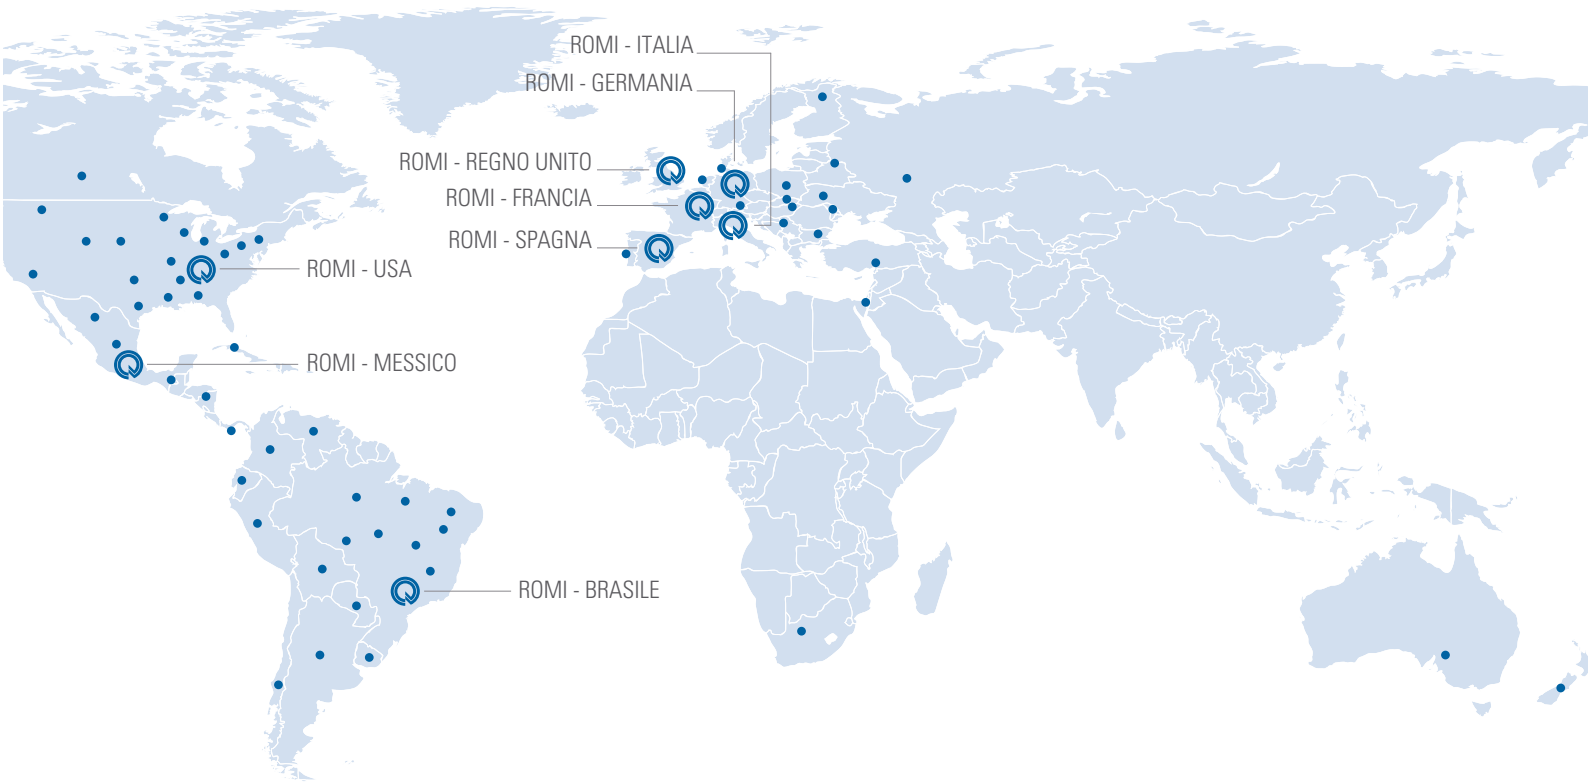 ROMI - ITALIA
ROMI - GERMANIA
ROMI - REGNO UNITO
ROMI - FRANCIA
ROMI - SPAGNA
ROMI - USA
ROMI - MESSICO
ROMI - BRASILE